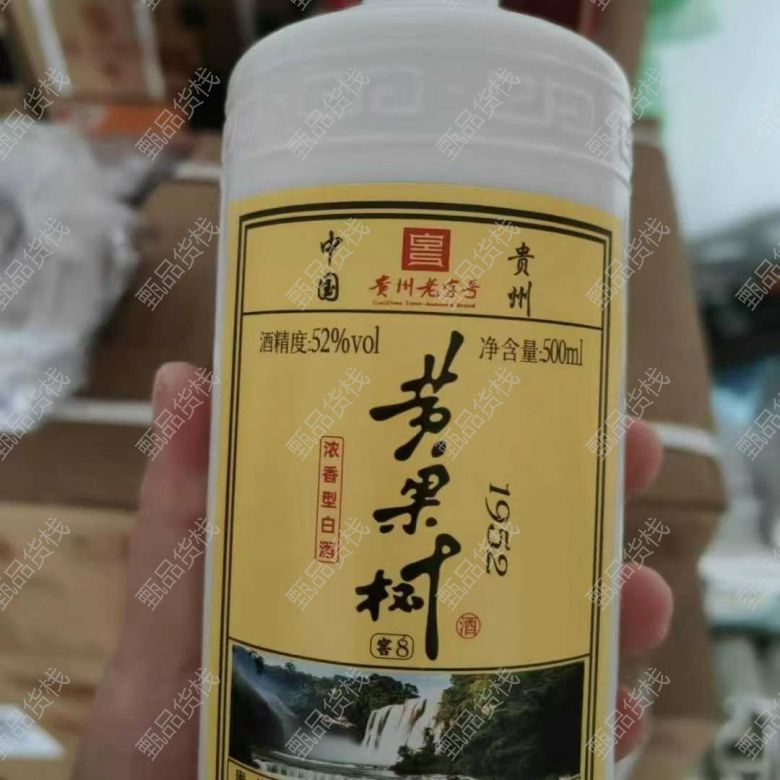 中国
贵州
貴州老字号
酒精度:52%vol
净含量:500ml
黄果树
1952
浓香型白酒
酒
窖8
甄品货栈